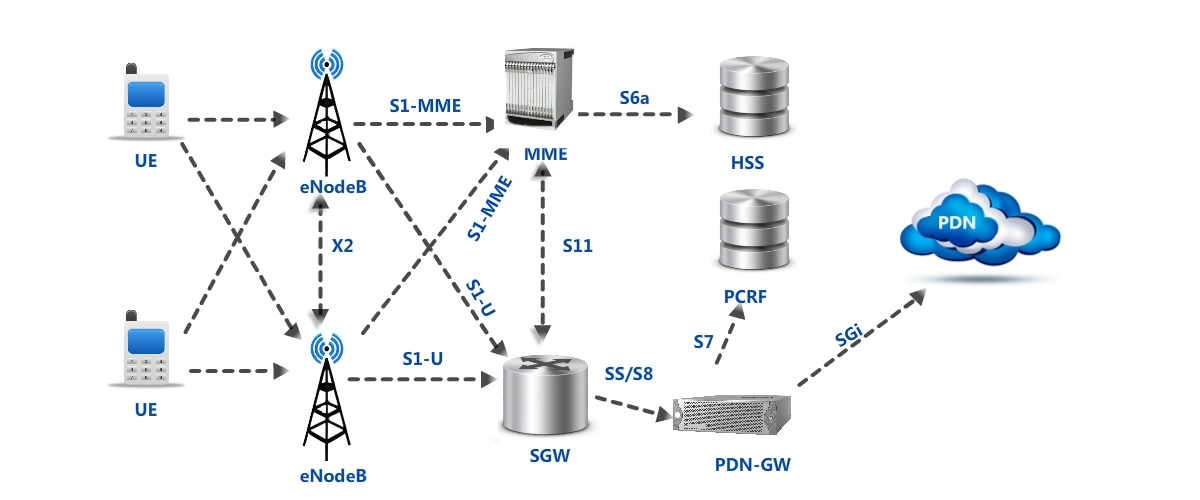 S6a
S1-MME
MME
UE
HSS
eNodeB
S1-MME
PDN
X2
S11
S1-U
PCRF
SGi
S7
S1-U
SS/S8
UE
SGW
PDN-GW
eNodeB